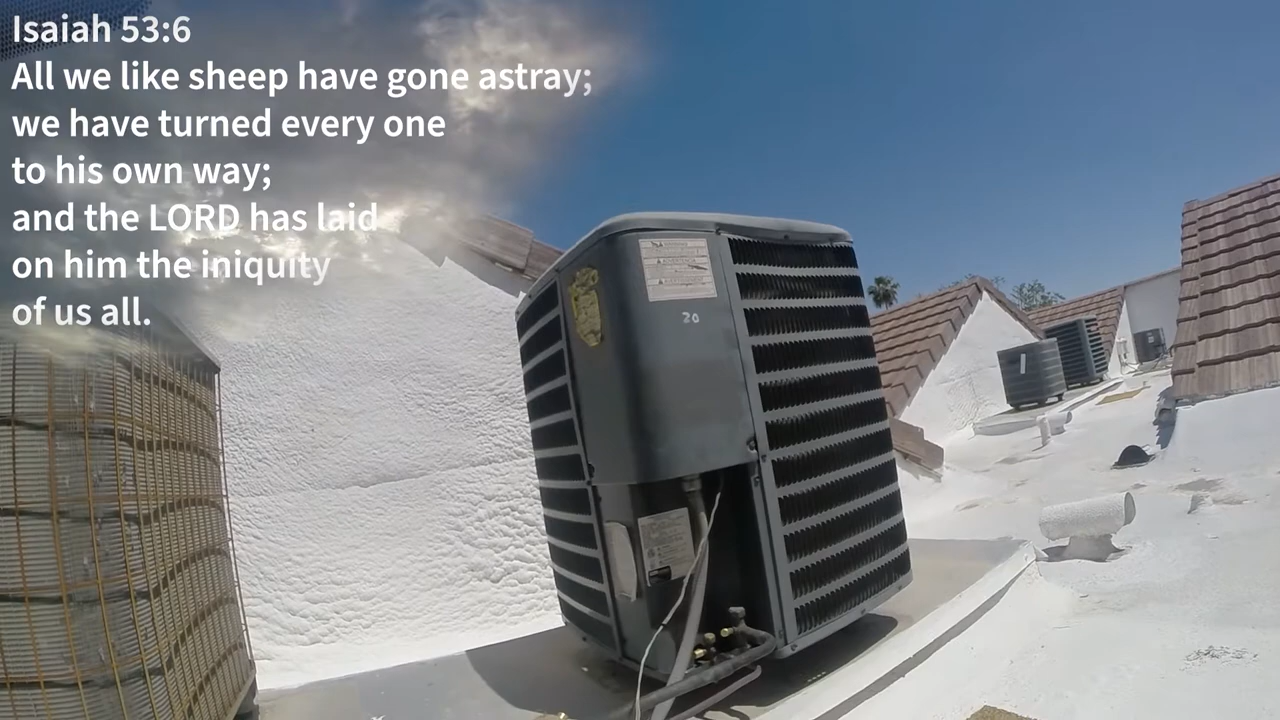 Isaiah 53:6
All we like sheep have gone astray;
we have turned every one
to his own way;
and the LORD has laid
on him the iniquity
of us all.
20